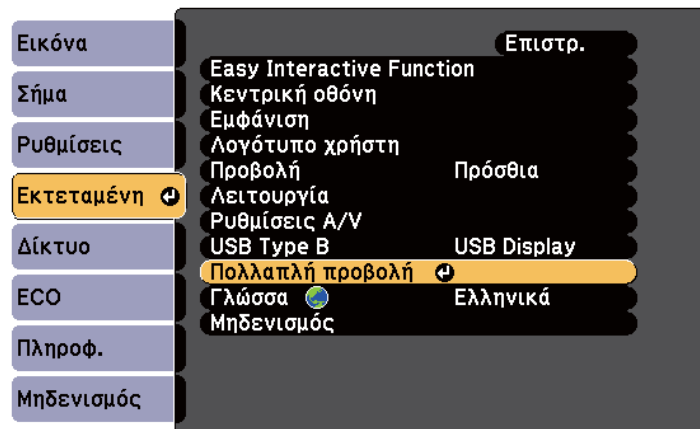 Εικόνα
Σήμα
Ρυθμίσεις
Εκτεταμένη
Δίκτυο
ECO
Πληροφ.
Μηδενισμός
Επιστρ.
Easy Interactive Function
Κεντρική οθόνη
Εμφάνιση
Λογότυπο χρήστη
Προβολή Πρόσθια
Λειτουργία
Ρυθμίσεις A/V
USB Type B USB Display
Πολλαπλή προβολή
Γλώσσα Ελληνικά
Μηδενισμός